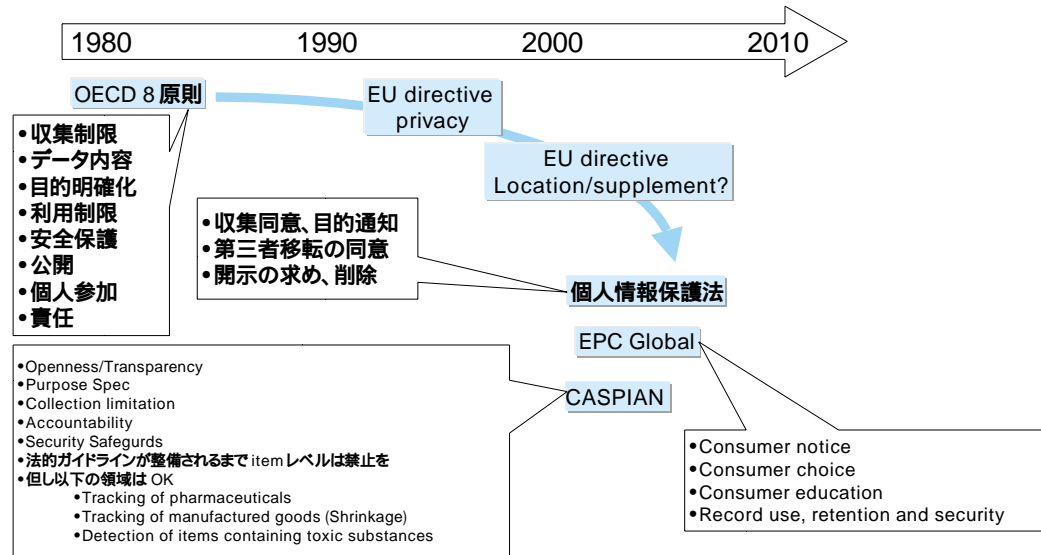 1980 1990 2000 2010
OECD 8 原則
EU directive
privacy
EU directive
Location/supplement?
•収集制限
•データ内容
•目的明確化
•利用制限
•安全保護
•公開
•個人参加
•責任
•収集同意、目的通知
•第三者移転の同意
•開示の求め、削除
個人情報保護法
EPC Global
CASPIAN
•Openness/Transparency
•Purpose Spec
•Collection limitation
•Accountability
•Security Safegurds
•法的ガイドラインが整備されるまで item レベルは禁止を
•但し以下の領域は OK
•Tracking of pharmaceuticals
•Tracking of manufactured goods (Shrinkage)
•Detection of items containing toxic substances
•Consumer notice
•Consumer choice
•Consumer education
•Record use, retention and security